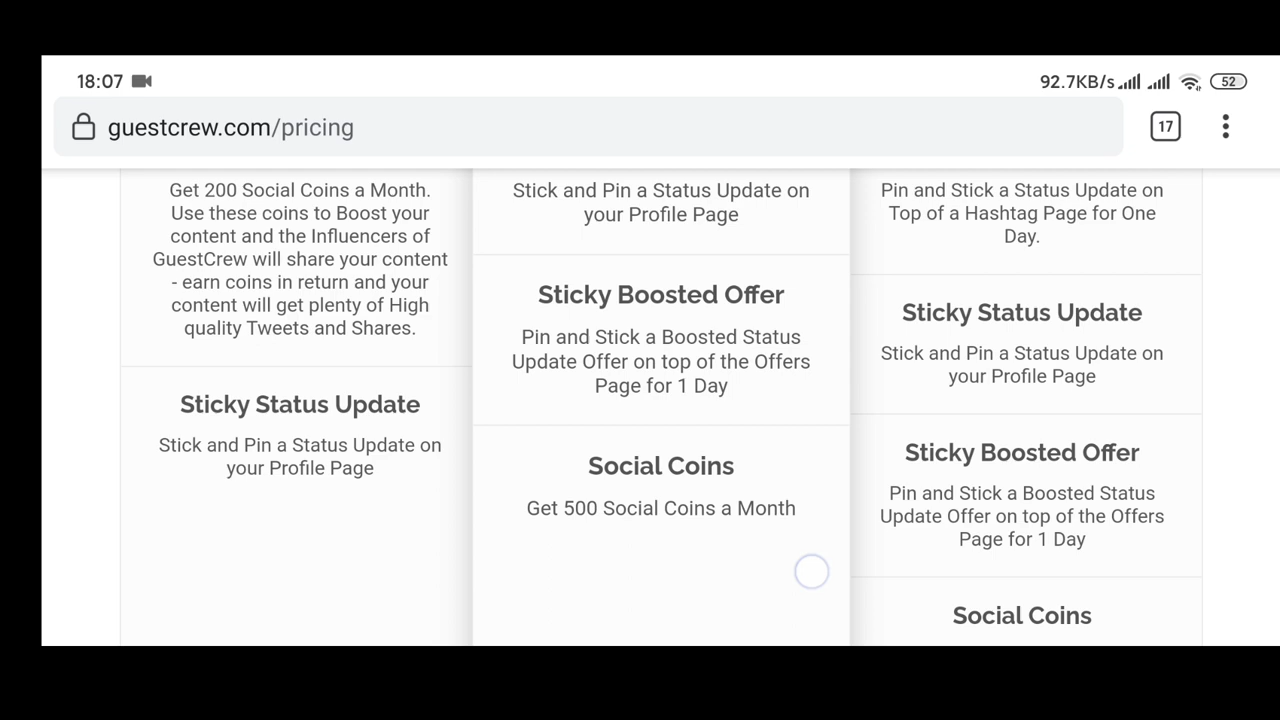 18:07
92.7KB/s
52
guestcrew.com/pricing
17
Get 200 Social Coins a Month.
Use these coins to Boost your
content and the Influencers of
GuestCrew will share your content
- earn coins in return and your
content will get plenty of High
quality Tweets and Shares.
Sticky Status Update
Stick and Pin a Status Update on
your Profile Page
Stick and Pin a Status Update on
your Profile Page
Sticky Boosted Offer
Pin and Stick a Boosted Status
Update Offer on top of the Offers
Page for 1 Day
Social Coins
Get 500 Social Coins a Month
Pin and Stick a Status Update on
Top of a Hashtag Page for One
Day.
Sticky Status Update
Stick and Pin a Status Update on
your Profile Page
Sticky Boosted Offer
Pin and Stick a Boosted Status
Update Offer on top of the Offers
Page for 1 Day
Social Coins